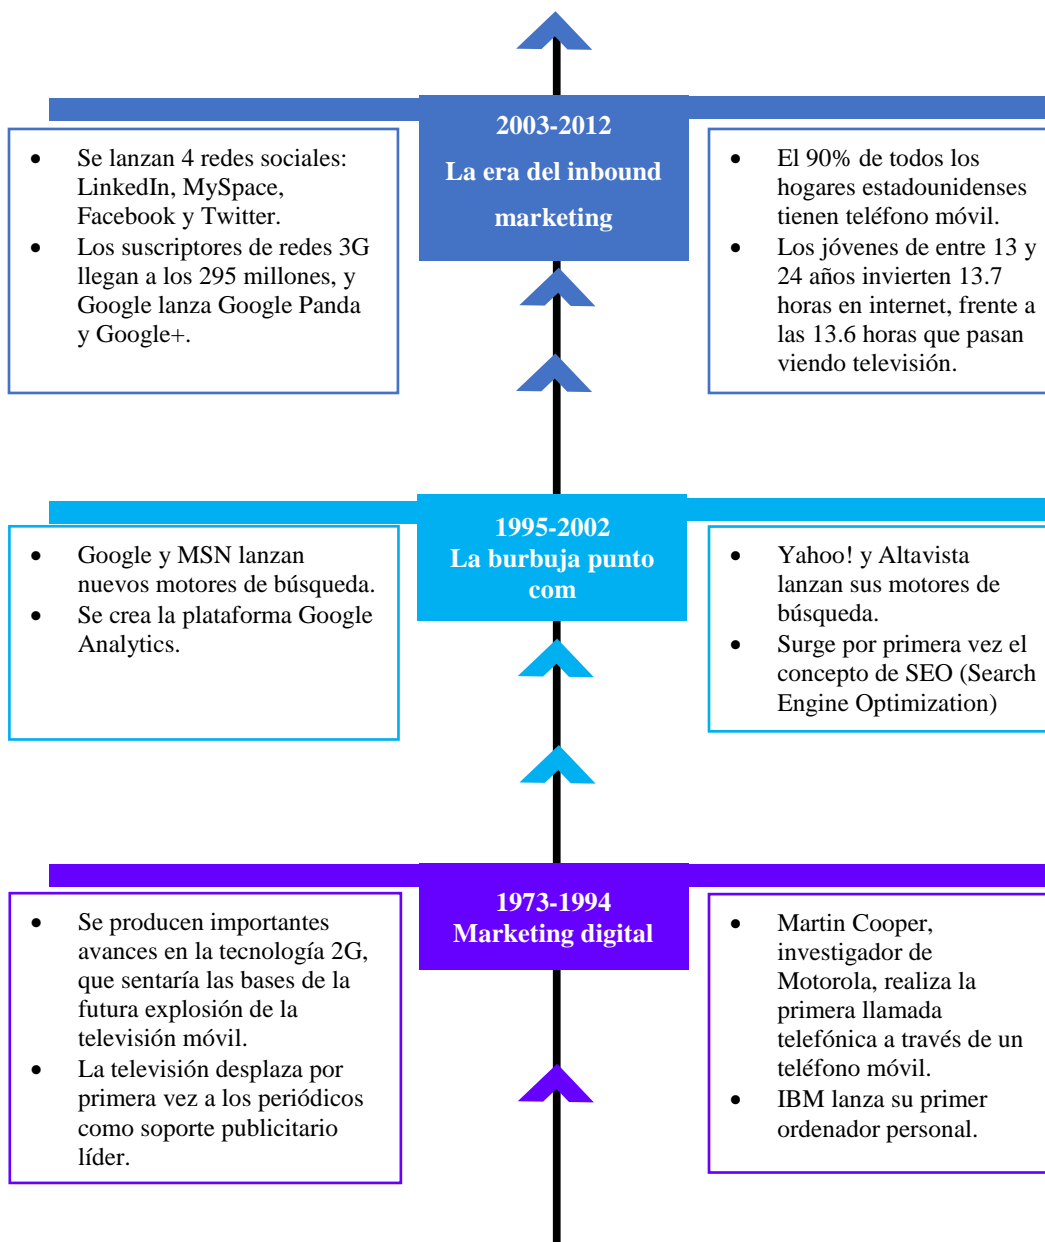 2003-2012
La era del inbound
marketing
• Se lanzan 4 redes sociales:
LinkedIn, MySpace,
Facebook y Twitter.
• Los suscriptores de redes 3G
llegan a los 295 millones, y
Google lanza Google Panda
y Google+.
• El 90% de todos los
hogares estadounidenses
tienen teléfono móvil.
• Los jóvenes de entre 13 y
24 años invierten 13.7
horas en internet, frente a
las 13.6 horas que pasan
viendo televisión.
1995-2002
La burbuja punto
com
• Google y MSN lanzan
nuevos motores de búsqueda.
• Se crea la plataforma Google
Analytics.
• Yahoo! y Altavista
lanzan sus motores de
búsqueda.
• Surge por primera vez el
concepto de SEO (Search
Engine Optimization)
1973-1994
Marketing digital
• Se producen importantes
avances en la tecnología 2G,
que sentaría las bases de la
futura explosión de la
televisión móvil.
• La televisión desplaza por
primera vez a los periódicos
como soporte publicitario
líder.
• Martin Cooper,
investigador de
Motorola, realiza la
primera llamada
telefónica a través de un
teléfono móvil.
• IBM lanza su primer
ordenador personal.